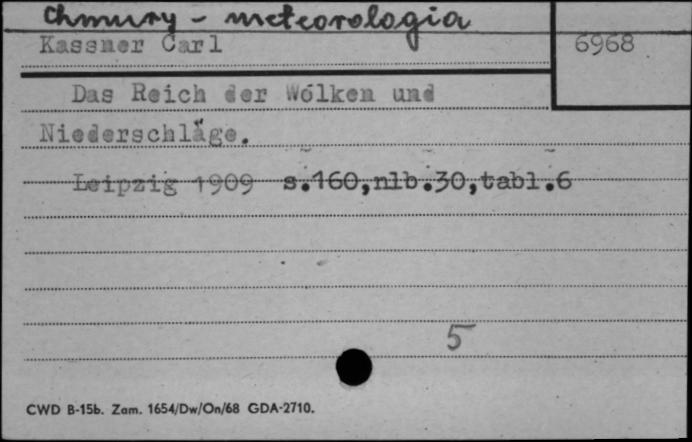 Chmury - meteorologia
Kassner Carl
6968
Das Reich der Wolken und
Niederschläge.
Leipzig 1909 s.160,nlb.30,tabl.6
5
CWD B-15b. Zam. 1654/Dw/On/68 GDA-2710.